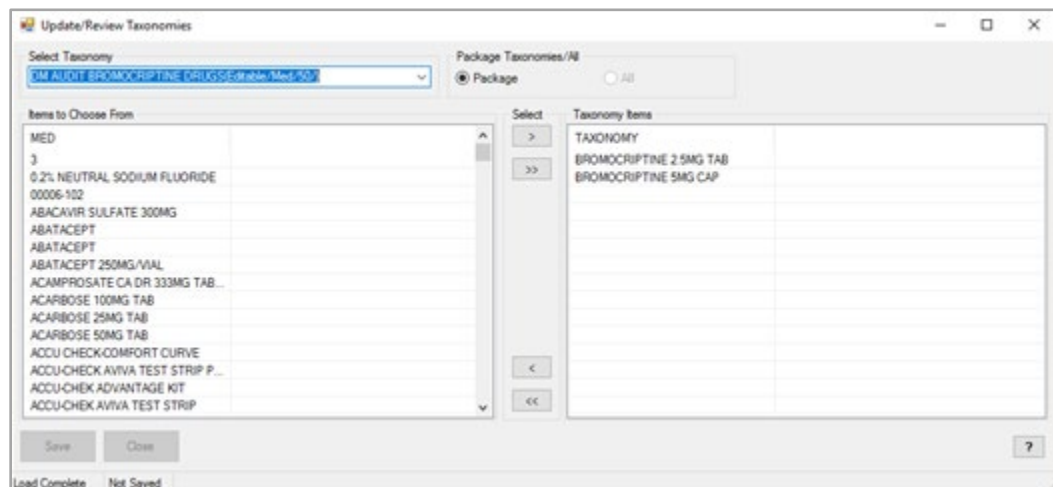 Update/Review Taxonomies
Select Taxonomy
DM AUDIT BROMOCRIPTINE DRUGS(Editable/Med/50/)
Package Taxonomies/All
Package
All
Items to Choose From
MED
3
0.2% NEUTRAL SODIUM FLUORIDE
00006-102
ABACAVIR SULFATE 300MG
ABATACEPT
ABATACEPT
ABATACEPT 250MG/VIAL
ACAMPROSATE CA DR 333MG TAB...
ACARBOSE 100MG TAB
ACARBOSE 25MG TAB
ACARBOSE 50MG TAB
ACCU CHECK-COMFORT CURVE
ACCU-CHECK AVIVA TEST STRIP P...
ACCU-CHEK ADVANTAGE KIT
ACCU-CHEK AVIVA TEST STRIP
Select
>
>>
<
<<
Taxonomy Items
TAXONOMY
BROMOCRIPTINE 2.5MG TAB
BROMOCRIPTINE 5MG CAP
Save
Close
?
Load Complete
Not Saved